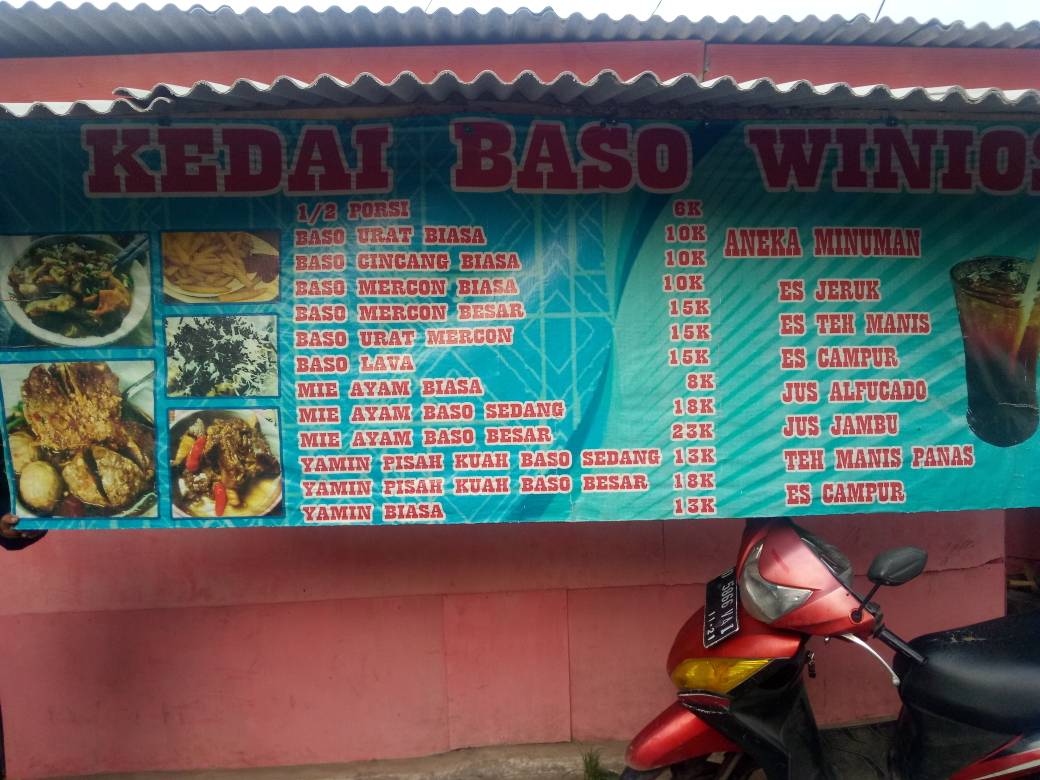 KEDAI BASO WINIOS
1/2 PORSI 6K
BASO URAT BIASA 10K
BASO CINCANG BIASA 10K
BASO MERCON BIASA 10K
BASO MERCON BESAR 15K
BASO URAT MERCON 15K
BASO LAVA 15K
MIE AYAM BIASA 8K
MIE AYAM BASO SEDANG 18K
MIE AYAM BASO BESAR 23K
YAMIN PISAH KUAH BASO SEDANG 13K
YAMIN PISAH KUAH BASO BESAR 18K
YAMIN BIASA 13K
ANEKA MINUMAN
ES JERUK
ES TEH MANIS
ES CAMPUR
JUS ALFUCADO
JUS JAMBU
TEH MANIS PANAS
ES CAMPUR
11-21